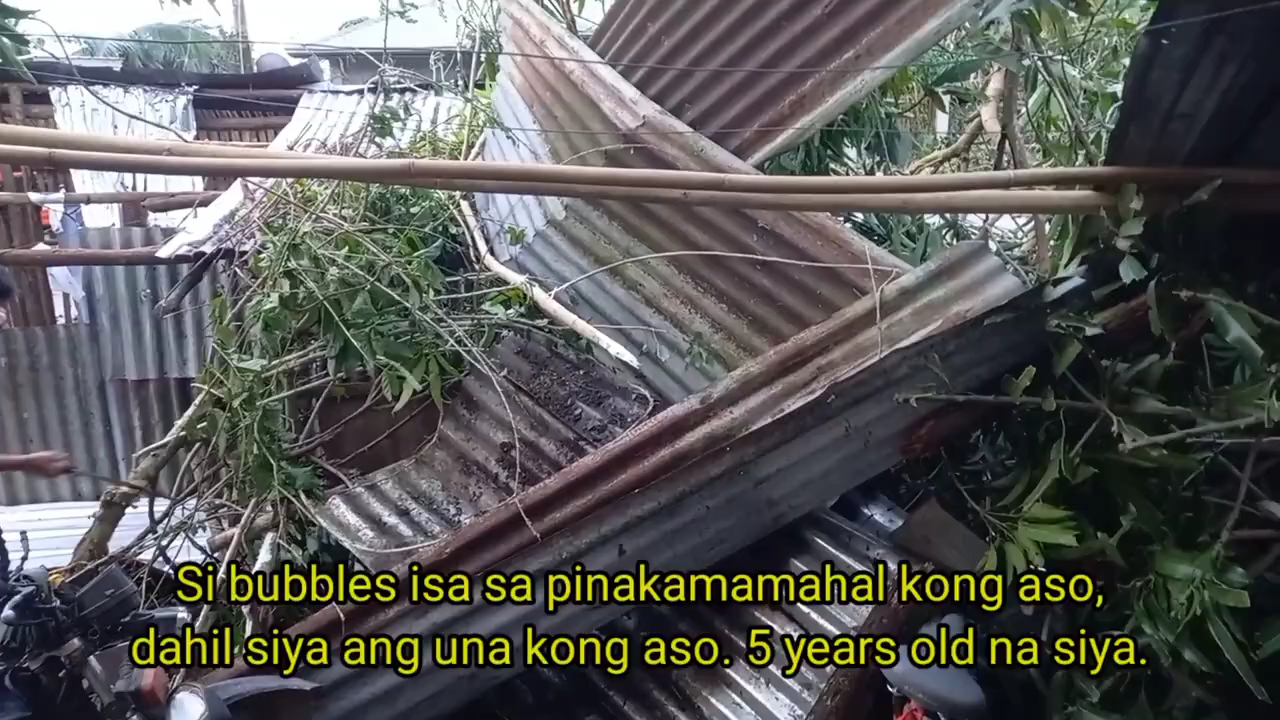 Si bubbles isa sa pinakamamahal kong aso,
dahil siya ang una kong aso. 5 years old na siya.